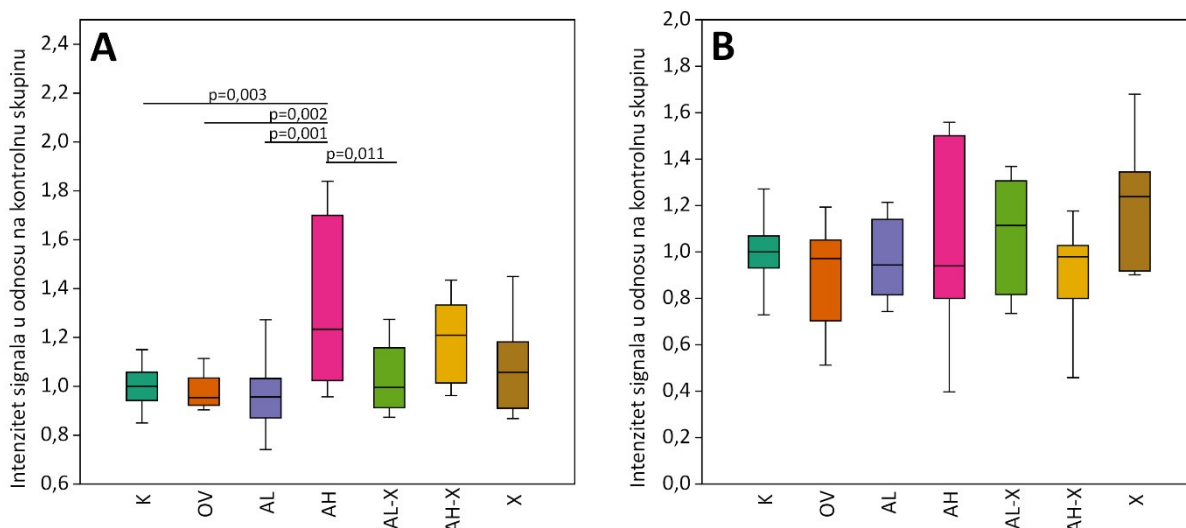 A
Intenzitet signala u odnosu na kontrolnu skupinu
2,4
2,2
2,0
1,8
1,6
1,4
1,2
1,0
0,8
0,6
p=0,003
p=0,002
p=0,001
p=0,011
K
OV
AL
AH
AL-X
AH-X
X
B
Intenzitet signala u odnosu na kontrolnu skupinu
2,0
1,8
1,6
1,4
1,2
1,0
0,8
0,6
0,4
0,2
0,0
K
OV
AL
AH
AL-X
AH-X
X